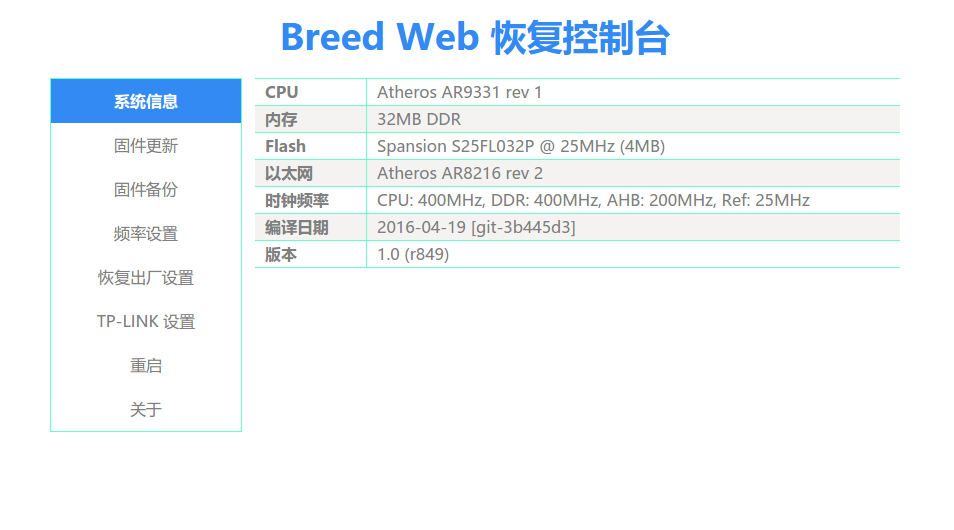 Breed Web 恢复控制台
系统信息
固件更新
固件备份
频率设置
恢复出厂设置
TP-LINK 设置
重启
关于
CPU Atheros AR9331 rev 1
内存 32MB DDR
Flash Spansion S25FL032P @ 25MHz (4MB)
以太网 Atheros AR8216 rev 2
时钟频率 CPU: 400MHz, DDR: 400MHz, AHB: 200MHz, Ref: 25MHz
编译日期 2016-04-19 [git-3b445d3]
版本 1.0 (r849)